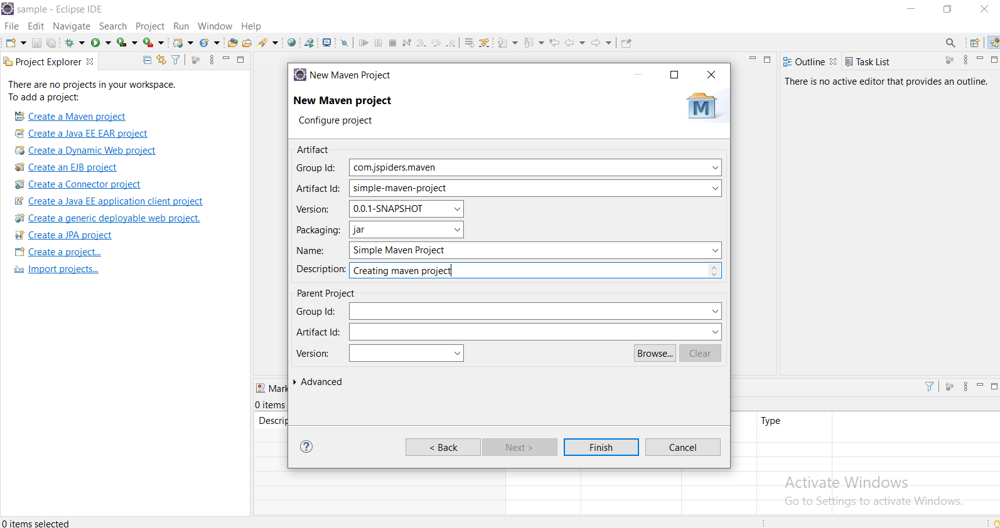 sample - Eclipse IDE
File Edit Navigate Search Project Run Window Help
Project Explorer
There are no projects in your workspace.
To add a project:
Create a Maven project
Create a Java EE EAR project
Create a Dynamic Web project
Create an EJB project
Create a Connector project
Create a Java EE application client project
Create a generic deployable web project.
Create a JPA project
Create a project...
Import projects...
New Maven Project
New Maven project
Configure project
M
Artifact
Group Id: com.jspiders.maven
Artifact Id: simple-maven-project
Version: 0.0.1-SNAPSHOT
Packaging: jar
Name: Simple Maven Project
Description: Creating maven project
Parent Project
Group Id:
Artifact Id:
Version:
Browse... Clear
Advanced
? < Back Next > Finish Cancel
Outline Task List
There is no active editor that provides an outline.
Mark
0 items
Descrip Type
Activate Windows
Go to Settings to activate Windows.
0 items selected